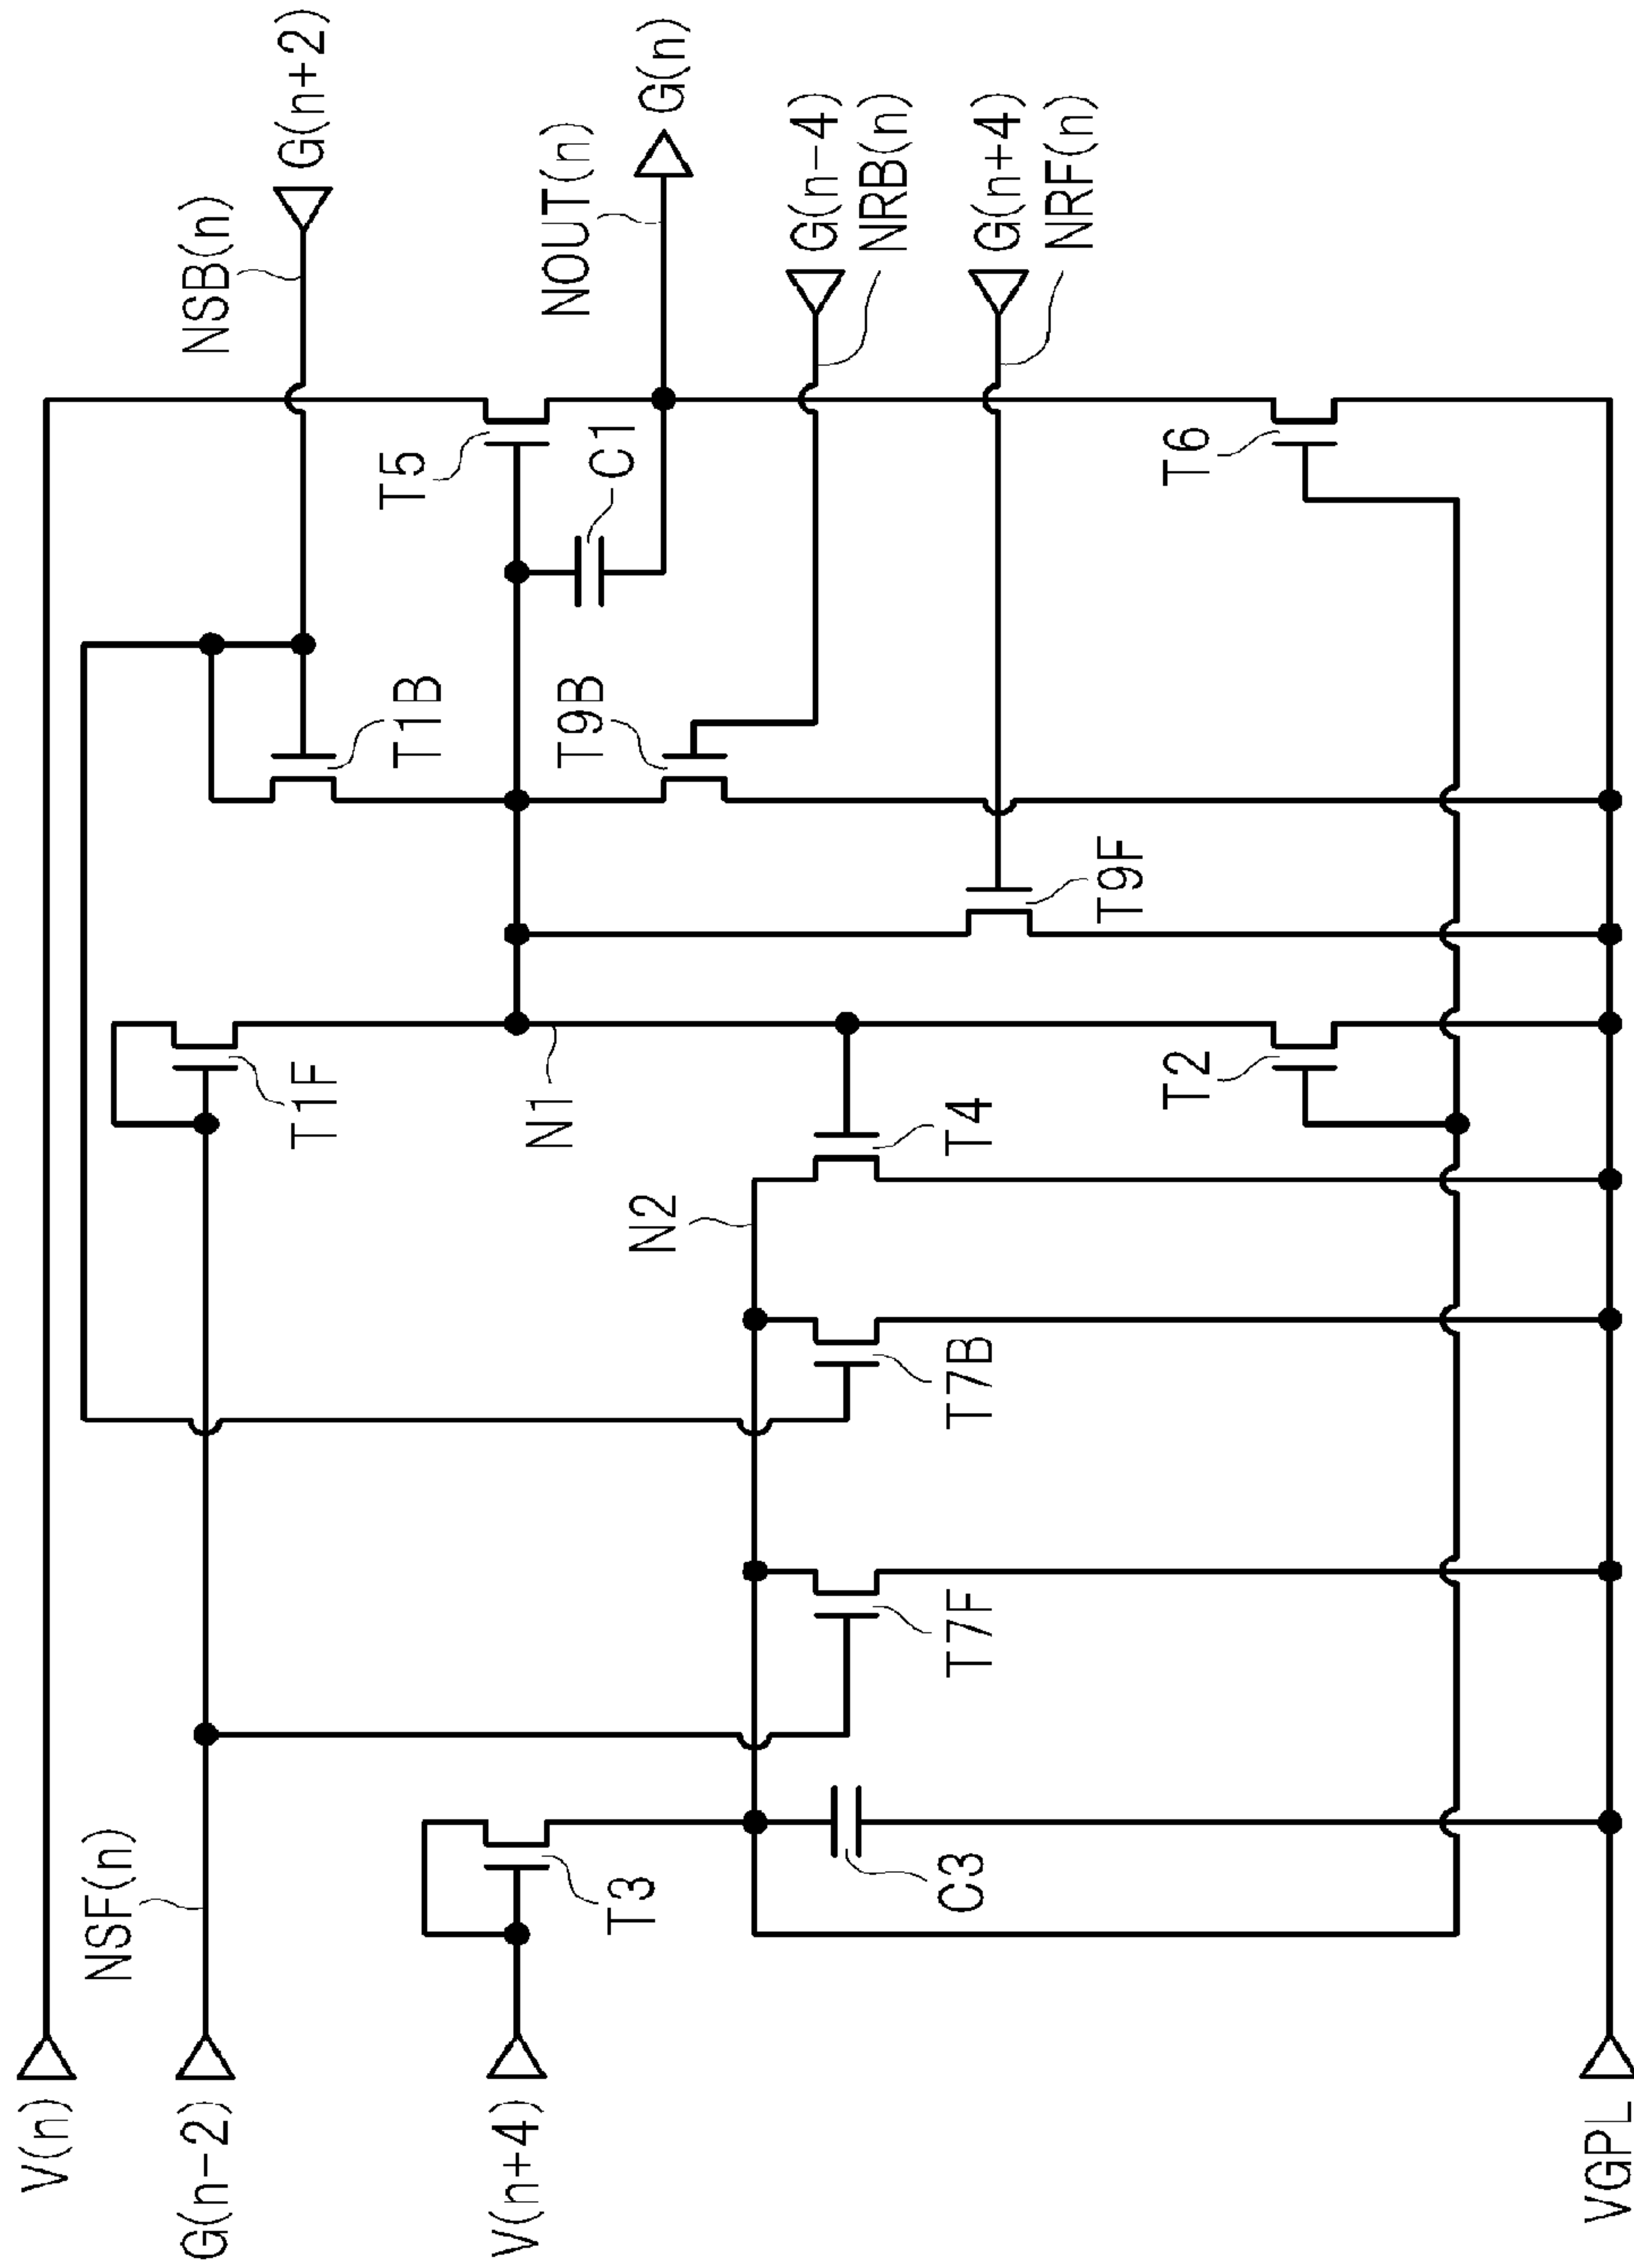 V(n)
G(n-2)
NSF(n)
V(n+4)
VGPL
T3
C3
T7F
T7B
N2
T4
T1F
N1
T2
T9F
T1B
T9B
T5
C1
T6
NSB(n)
G(n+2)
NOUT(n)
G(n)
G(n-4)
NRB(n)
G(n+4)
NRF(n)